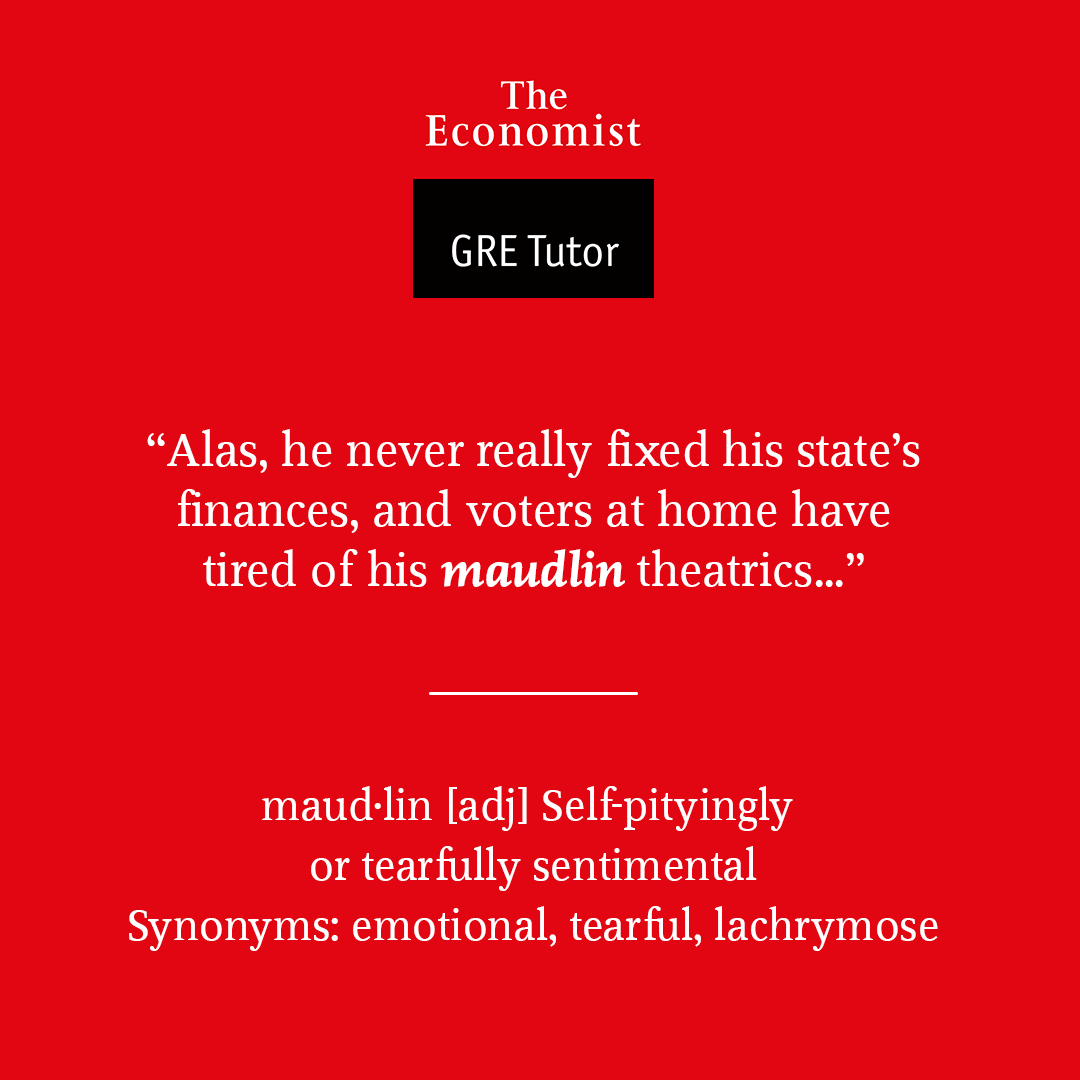 The
Economist
GRE Tutor
“Alas, he never really fixed his state’s
finances, and voters at home have
tired of his maudlin theatrics...”
maud·lin [adj] Self-pityingly
or tearfully sentimental
Synonyms: emotional, tearful, lachrymose